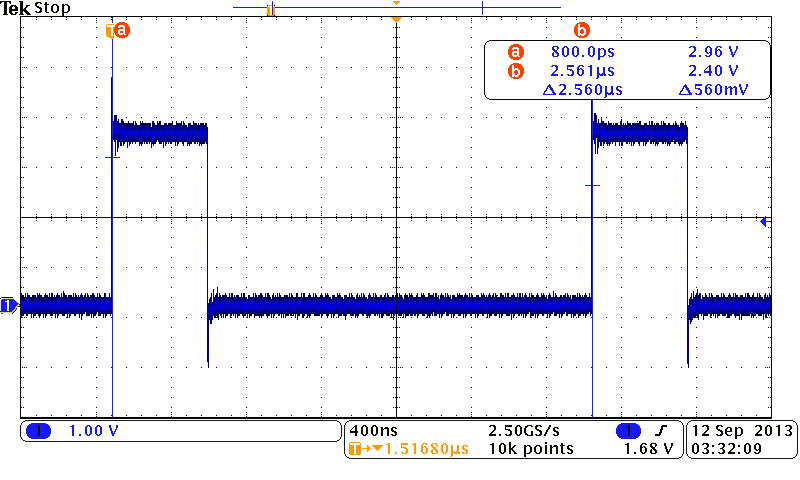 Tek Stop
T a b
a 800.0ps 2.96 V
b 2.561μs 2.40 V
Δ2.560μs Δ560mV
1
1 1.00 V
400ns 2.50GS/s 1
T→▼1.51680μs 10k points 1.68 V
12 Sep 2013
03:32:09